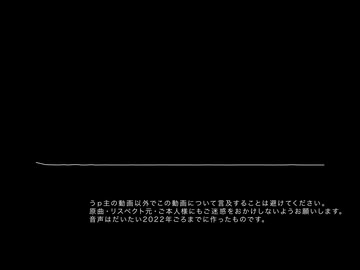 うｐ主の動画以外でこの動画について言及することは避けてください。
原曲・リスペクト元・ご本人様にもご迷惑をおかけしないようお願いします。
音声はだいたい2022年ごろまでに作ったものです。